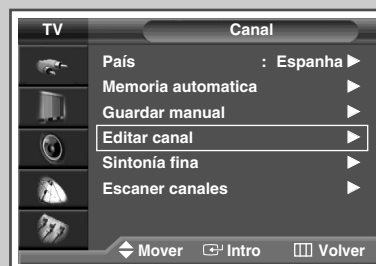 TV
Canal
País : Espanha
Memoria automatica
Guardar manual
Editar canal
Sintonía fina
Escaner canales
Mover Intro Volver